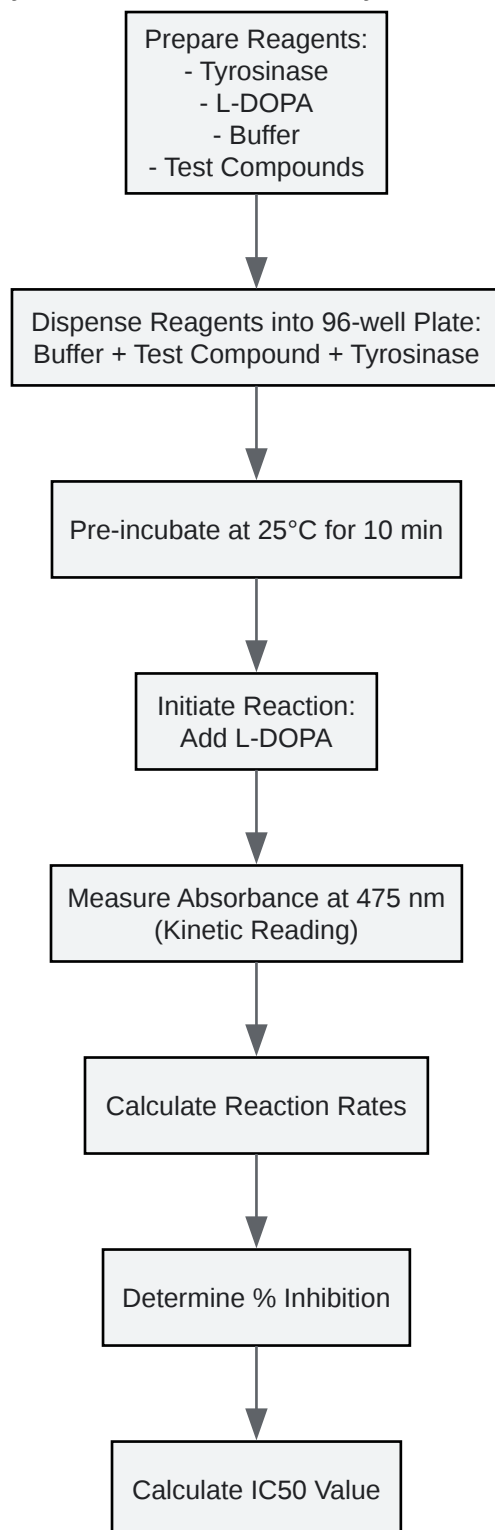 Prepare Reagents:
- Tyrosinase
- L-DOPA
- Buffer
- Test Compounds
Dispense Reagents into 96-well Plate:
Buffer + Test Compound + Tyrosinase
Pre-incubate at 25°C for 10 min
Initiate Reaction:
Add L-DOPA
Measure Absorbance at 475 nm
(Kinetic Reading)
Calculate Reaction Rates
Determine % Inhibition
Calculate IC50 Value